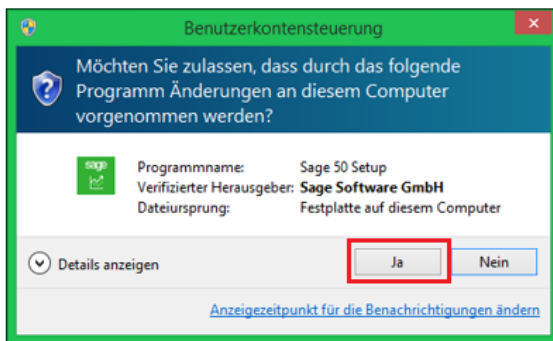 Benutzerkontensteuerung
Möchten Sie zulassen, dass durch das folgende
Programm Änderungen an diesem Computer
vorgenommen werden?
sage
Programmname: Sage 50 Setup
Verifizierter Herausgeber: Sage Software GmbH
Dateiursprung: Festplatte auf diesem Computer
Details anzeigen
Ja
Nein
Anzeigezeitpunkt für die Benachrichtigungen ändern